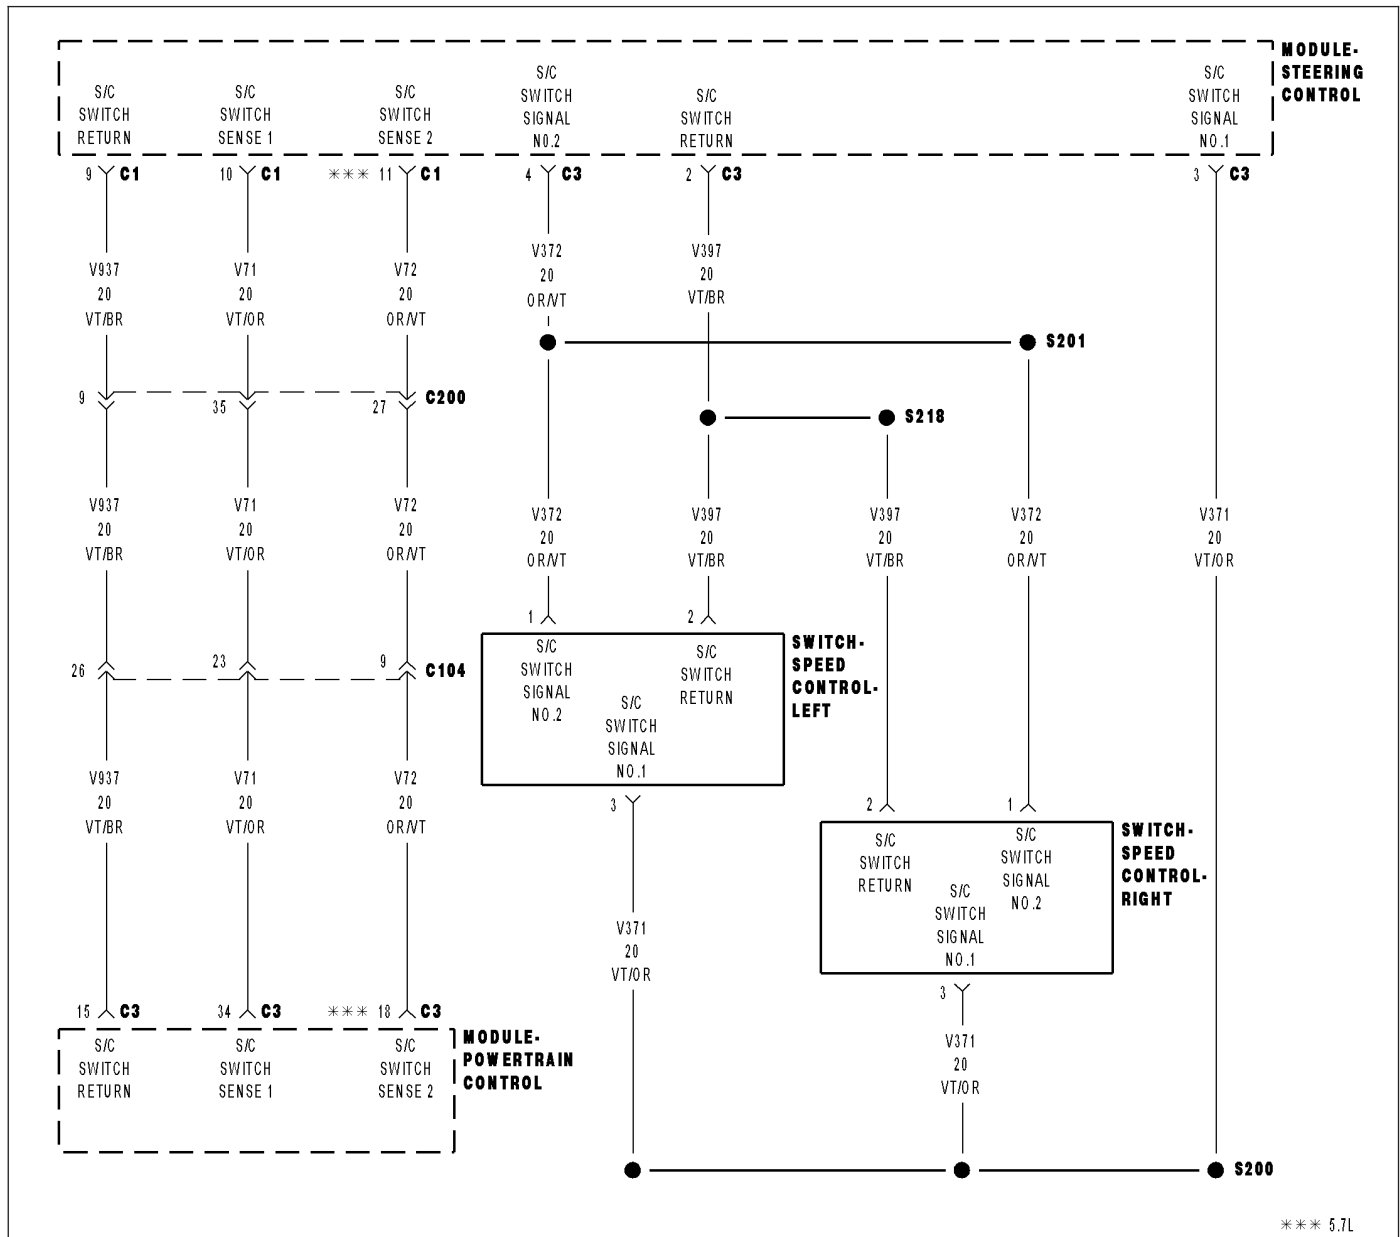 MODULE-
STEERING
CONTROL
S/C
SWITCH
RETURN
S/C
SWITCH
SENSE 1
S/C
SWITCH
SENSE 2
S/C
SWITCH
SIGNAL
NO.2
S/C
SWITCH
RETURN
S/C
SWITCH
SIGNAL
NO.1
9 C1
10 C1
*** 11 C1
4 C3
2 C3
3 C3
V937
20
VT/BR
V71
20
VT/OR
V72
20
OR/VT
V372
20
OR/VT
V397
20
VT/BR
S201
9
35
27
C200
S218
V937
20
VT/BR
V71
20
VT/OR
V72
20
OR/VT
V372
20
OR/VT
V397
20
VT/BR
V397
20
VT/BR
V372
20
OR/VT
V371
20
VT/OR
1
2
S/C
SWITCH
SIGNAL
NO.2
S/C
SWITCH
SIGNAL
NO.1
S/C
SWITCH
RETURN
SWITCH-
SPEED
CONTROL-
LEFT
26
23
9
C104
3
V937
20
VT/BR
V71
20
VT/OR
V72
20
OR/VT
2
1
S/C
SWITCH
RETURN
S/C
SWITCH
SIGNAL
NO.1
S/C
SWITCH
SIGNAL
NO.2
SWITCH-
SPEED
CONTROL-
RIGHT
V371
20
VT/OR
3
15 C3
34 C3
*** 18 C3
S/C
SWITCH
RETURN
S/C
SWITCH
SENSE 1
S/C
SWITCH
SENSE 2
MODULE-
POWERTRAIN
CONTROL
V371
20
VT/OR
S200
*** 5.7L